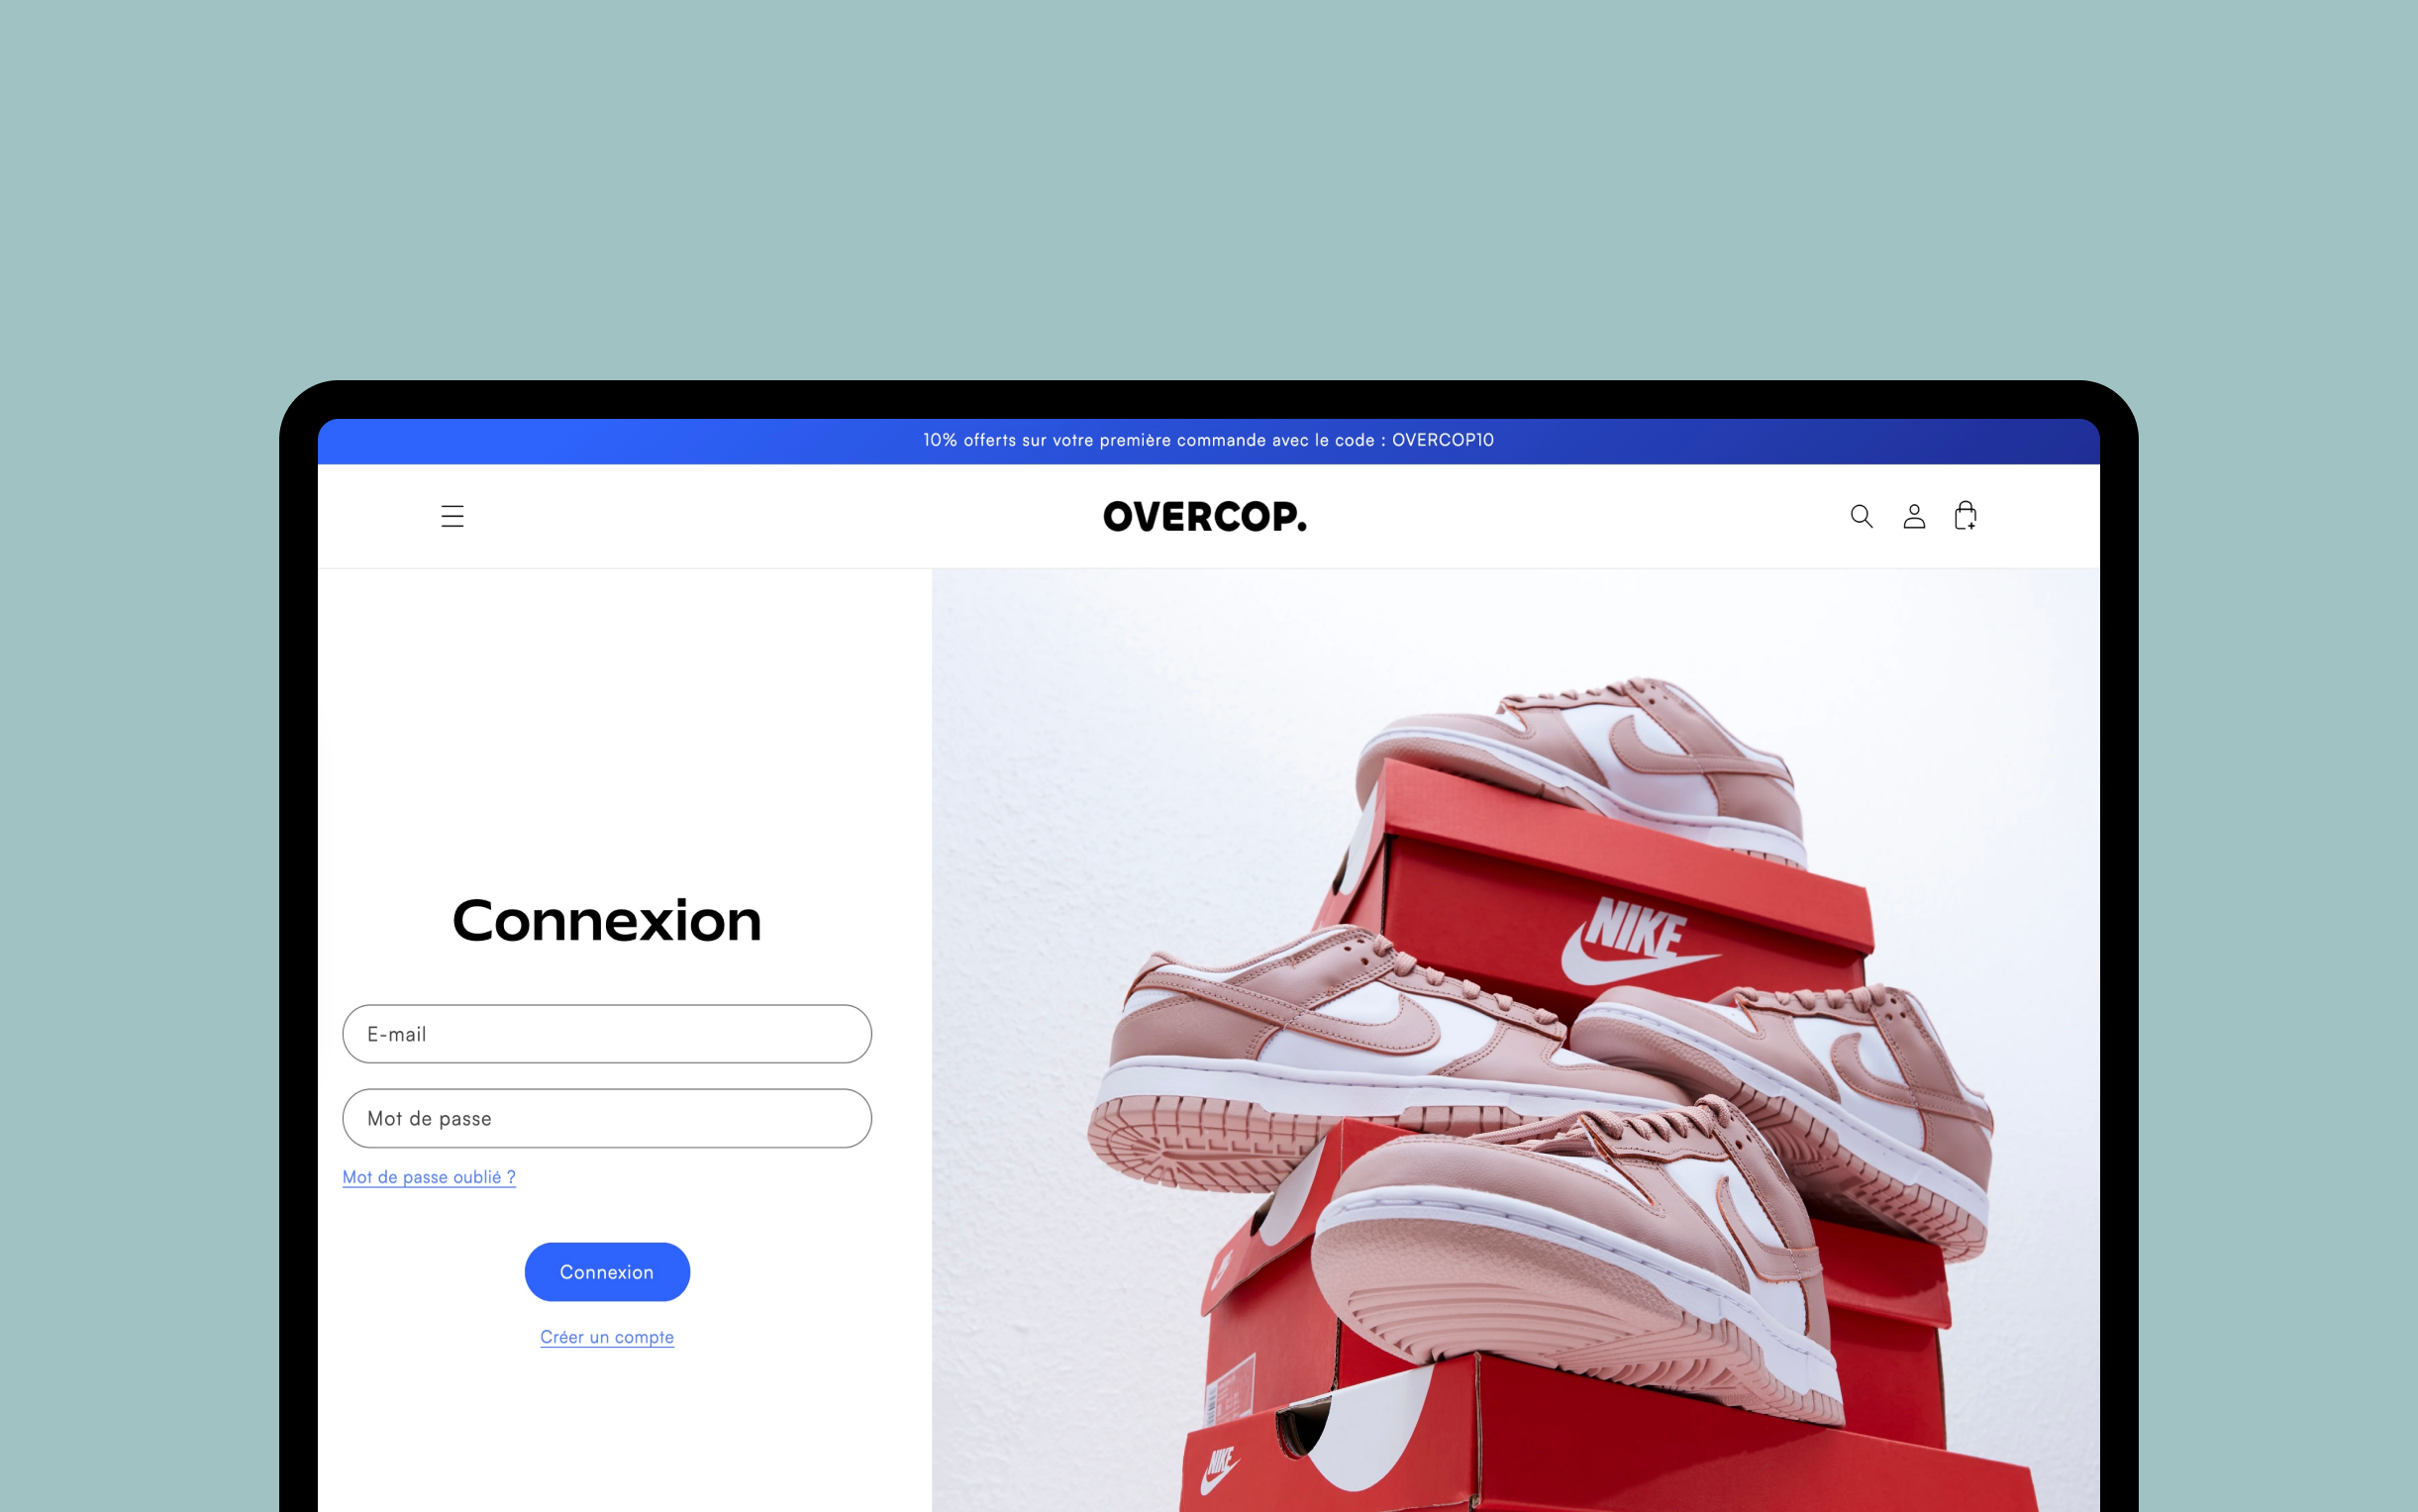 10% offerts sur votre première commande avec le code : OVERCOP10
OVERCOP.
Connexion
E-mail
Mot de passe
Mot de passe oublié ?
Connexion
Créer un compte
NIKE
NIKE